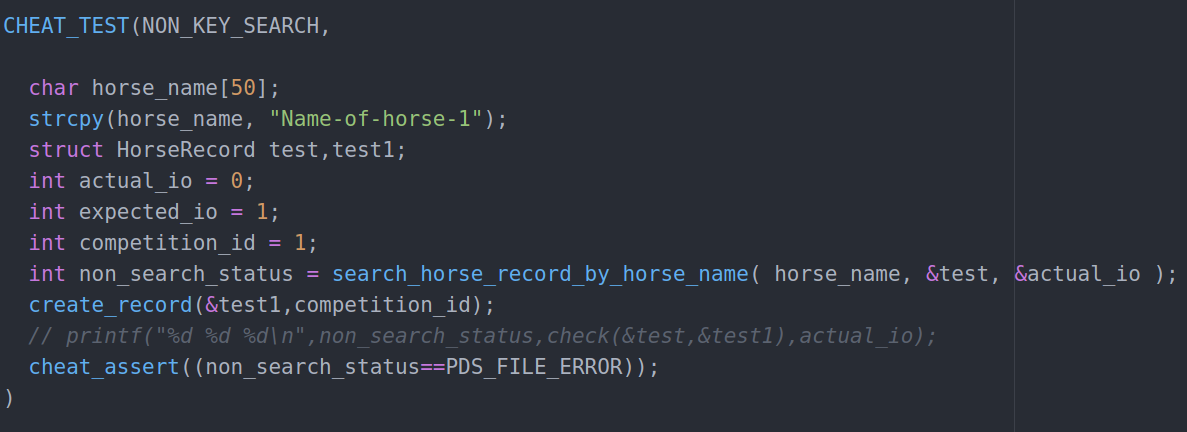 CHEAT_TEST(NON_KEY_SEARCH,
char horse_name[50];
strcpy(horse_name, "Name-of-horse-1");
struct HorseRecord test,test1;
int actual_io = 0;
int expected_io = 1;
int competition_id = 1;
int non_search_status = search_horse_record_by_horse_name( horse_name, &test, &actual_io );
create_record(&test1,competition_id);
// printf("%d %d %d\n",non_search_status,check(&test,&test1),actual_io);
cheat_assert((non_search_status==PDS_FILE_ERROR));
)